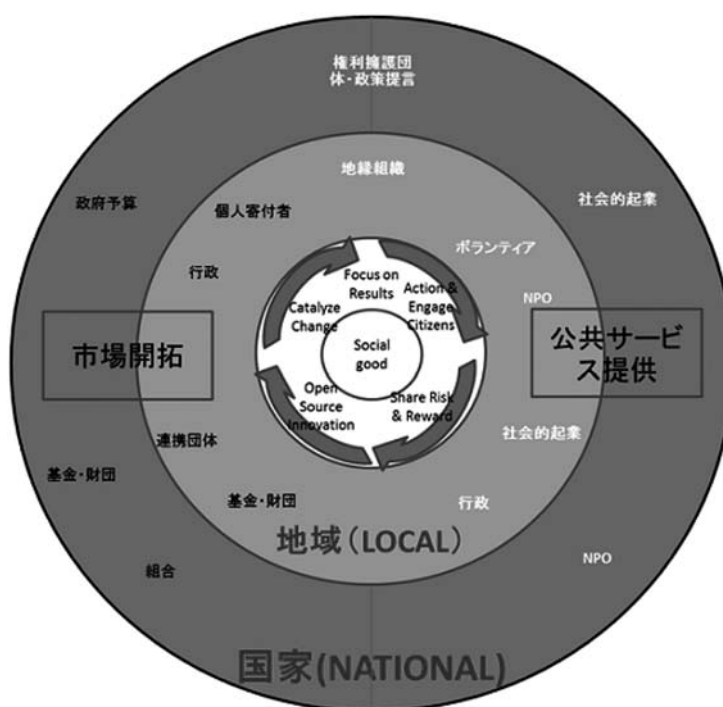 権利擁護団
体・政策提言
地縁組織
政府予算
個人寄付者
社会的起業
ボランティア
行政
Focus on
Results
Action &
Engage
Citizens
NPO
Catalyze
Change
市場開拓
Social
good
公共サービ
ス提供
Open
Source
Innovation
Share Risk
& Reward
社会的起業
連携団体
基金・財団
基金・財団
行政
地域(LOCAL)
組合
NPO
国家(NATIONAL)